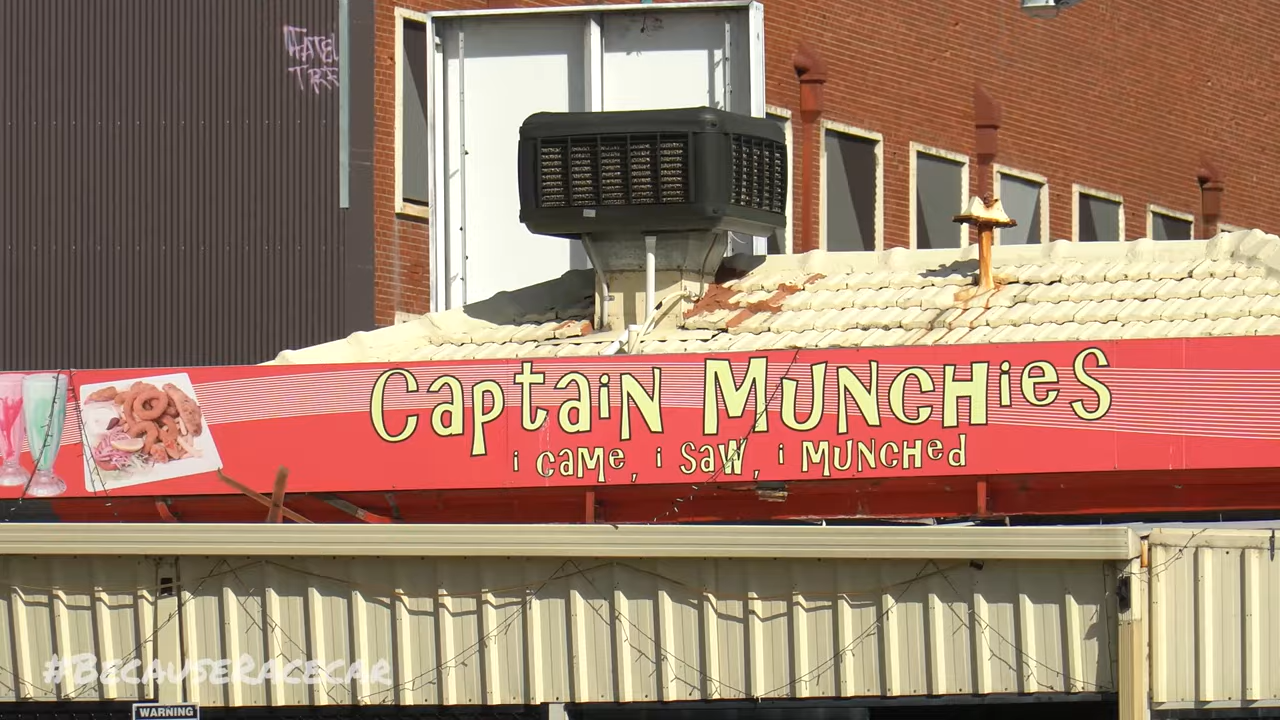 Captain Munchies
i came, i saw, i munched
#BecauseRacecar
WARNING